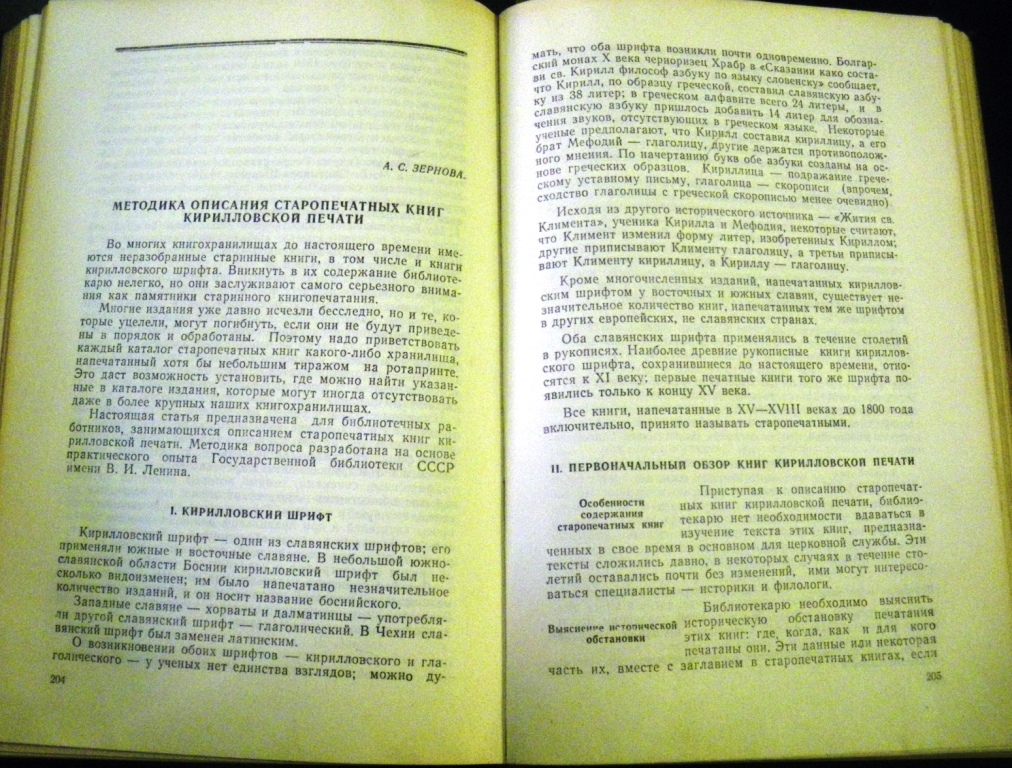 А. С. ЗЕРНОВА.
МЕТОДИКА ОПИСАНИЯ СТАРОПЕЧАТНЫХ КНИГ
КИРИЛЛОВСКОЙ ПЕЧАТИ
Во многих книгохранилищах до настоящего времени име-
ются неразобранные старинные книги, в том числе и книги
кирилловского шрифта. Вникнуть в их содержание библиоте-
карю нелегко, но они заслуживают самого серьезного внима-
ния как памятники старинного книгопечатания.
Многие издания уже давно исчезли бесследно, но и те, ко-
торые уцелели, могут погибнуть, если они не будут приведе-
ны в порядок и обработаны. Поэтому надо приветствовать
каждый каталог старопечатных книг какого-либо хранилища,
напечатанный хотя бы небольшим тиражом на ротапринте.
Это даст возможность установить, где можно найти указан-
ные в каталоге издания, которые могут иногда отсутствовать
даже в более крупных наших книгохранилищах.
Настоящая статья предназначена для библиотечных ра-
ботников, занимающихся описанием старопечатных книг ки-
рилловской печати. Методика вопроса разработана на основе
практического опыта Государственной библиотеки СССР
имени В. И. Ленина.
I. КИРИЛЛОВСКИЙ ШРИФТ
Кирилловский шрифт — один из славянских шрифтов; его
применяли южные и восточные славяне. В небольшой южно-
славянской области Боснии кирилловский шрифт был не-
сколько видоизменен; им было напечатано незначительное
количество изданий, и он носит название боснийского.
Западные славяне — хорваты и далматинцы — употребля-
ли другой славянский шрифт — глаголический. В Чехии сла-
вянский шрифт был заменен латинским.
О возникновении обоих шрифтов — кирилловского и гла-
голического — у ученых нет единства взглядов; можно ду-
204
мать, что оба шрифта возникли почти одновременно. Болгар-
ский монах X века черноризец Храбр в «Сказании како соста-
ви св. Кирилл философ азбуку по языку словенску» сообщает,
что Кирилл, по образцу греческой, составил славянскую азбу-
ку из 38 литер; в греческом алфавите всего 24 литеры, и в
славянскую азбуку пришлось добавить 14 литер для обозна-
чения звуков, отсутствующих в греческом языке. Некоторые
ученые предполагают, что Кирилл составил кириллицу, а его
брат Мефодий — глаголицу, другие держатся противополож-
ного мнения. По начертанию букв обе азбуки созданы на ос-
нове греческих образцов. Кириллица — подражание грече-
скому уставному письму, глаголица — скорописи (впрочем,
сходство глаголицы с греческой скорописью менее очевидно)
Исходя из другого исторического источника — «Жития св.
Климента», ученика Кирилла и Мефодия, некоторые считают,
что Климент изменил форму литер, изобретенных Кириллом;
другие приписывают Клименту глаголицу, а третьи приписы-
вают Клименту кириллицу, а Кириллу — глаголицу.
Кроме многочисленных изданий, напечатанных кириллов-
ским шрифтом у восточных и южных славян, существует не-
значительное количество книг, напечатанных тем же шрифтом
в других европейских, не славянских странах.
Оба славянских шрифта применялись в течение столетий
в рукописях. Наиболее древние рукописные книги кириллов-
ского шрифта, сохранившиеся до настоящего времени, отно-
сятся к XI веку; первые печатные книги того же шрифта по-
явились только к концу XV века.
Все книги, напечатанные в XV—XVIII веках до 1800 года
включительно, принято называть старопечатными.
II. ПЕРВОНАЧАЛЬНЫЙ ОБЗОР КНИГ КИРИЛЛОВСКОЙ ПЕЧАТИ
Особенности
содержания
старопечатных книг
Приступая к описанию старопечат-
ных книг кирилловской печати, библио-
текарю нет необходимости вдаваться в
изучение текста этих книг, предназна-
ченных в свое время в основном для церковной службы. Эти
тексты сложились давно, в некоторых случаях в течение сто-
летий оставались почти без изменений, ими могут интересо-
ваться специалисты — историки и филологи.
Выяснение исторической
обстановки
Библиотекарю необходимо выяснить
историческую обстановку печатания
этих книг: где, когда, как и для кого
печатаны они. Эти данные или некоторая
часть их, вместе с заглавием в старопечатных книгах, если
205